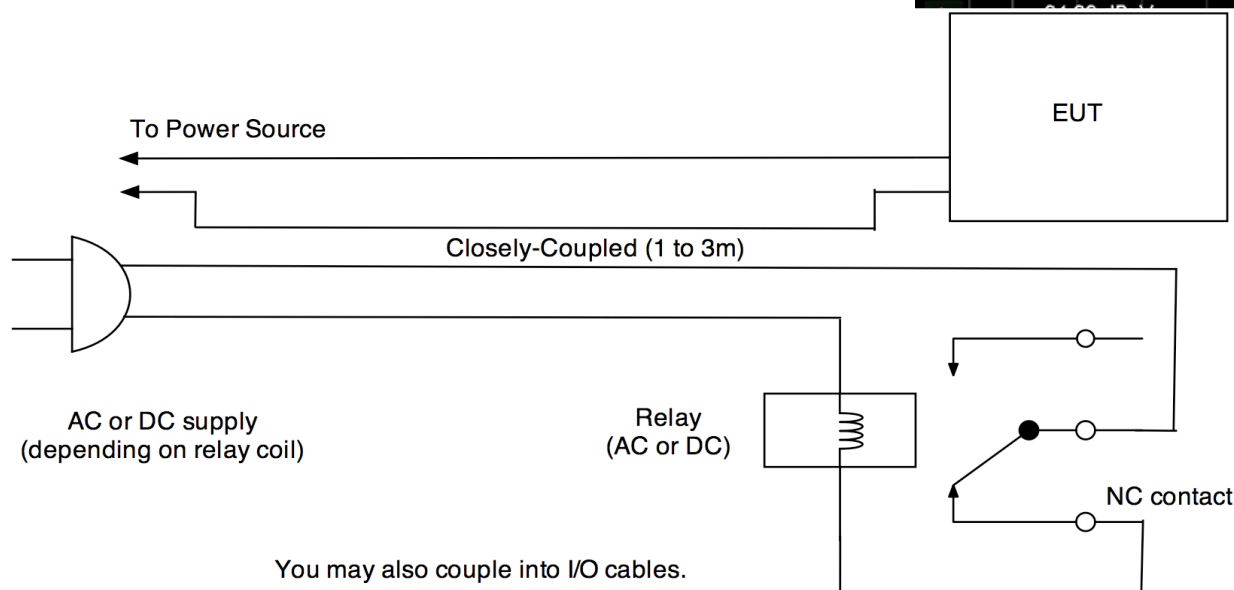 EUT
To Power Source
Closely-Coupled (1 to 3m)
AC or DC supply
(depending on relay coil)
Relay
(AC or DC)
NC contact
You may also couple into I/O cables.